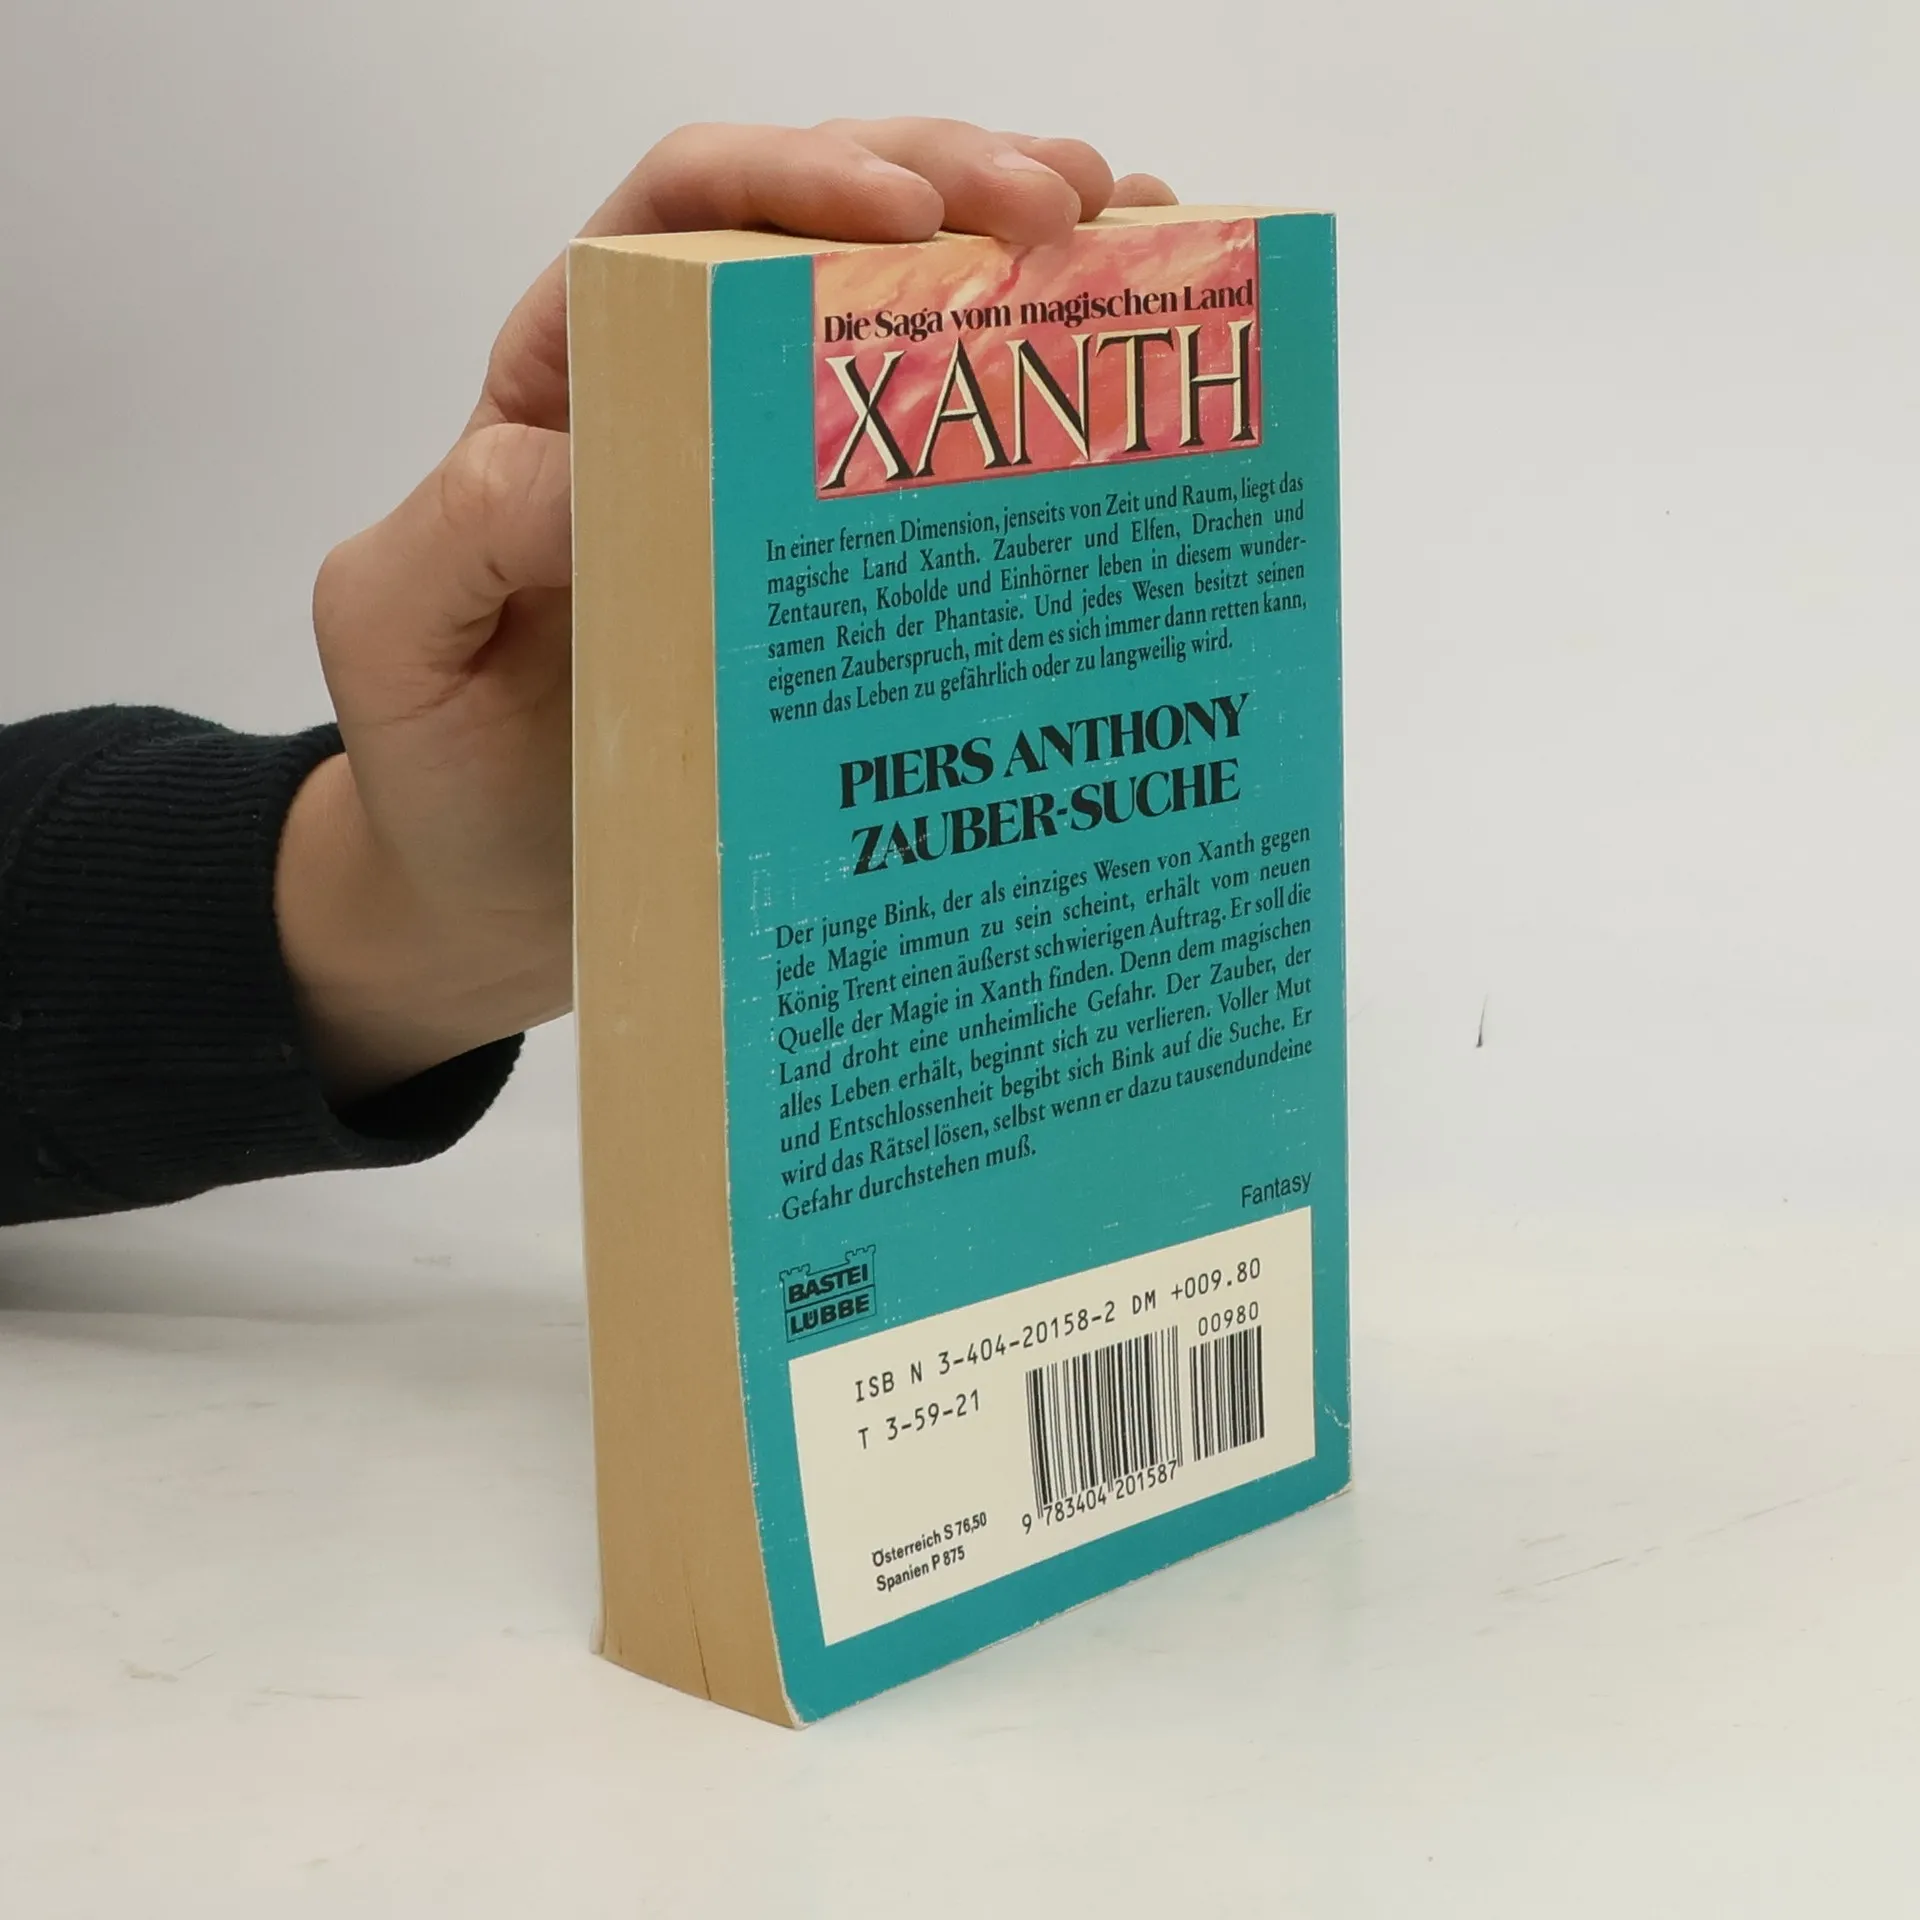 Die Saga vom magischen Land
XANTH
In einer fernen Dimension, jenseits von Zeit und Raum, liegt das
magische Land Xanth. Zauberer und Elfen, Drachen und
Zentauren, Kobolde und Einhörner leben in diesem wunder-
samen Reich der Phantasie. Und jedes Wesen besitzt seinen
eigenen Zauberspruch, mit dem es sich immer dann retten kann,
wenn das Leben zu gefährlich oder zu langweilig wird.
PIERS ANTHONY
ZAUBER-SUCHE
Der junge Bink, der als einziges Wesen von Xanth gegen
jede Magie immun zu sein scheint, erhält vom neuen
König Trent einen äußerst schwierigen Auftrag. Er soll die
Quelle der Magie in Xanth finden. Denn dem magischen
Land droht eine unheimliche Gefahr. Der Zauber, der
alles Leben erhält, beginnt sich zu verlieren. Voller Mut
und Entschlossenheit begibt sich Bink auf die Suche. Er
wird das Rätsel lösen, selbst wenn er dazu tausendundeine
Gefahr durchstehen muß.
Fantasy
BASTEI
LÜBBE
ISB N 3-404-20158-2 DM +009.80
T 3-59-21
00980
9 783404 201587
Österreich S 76,50
Spanien P 875